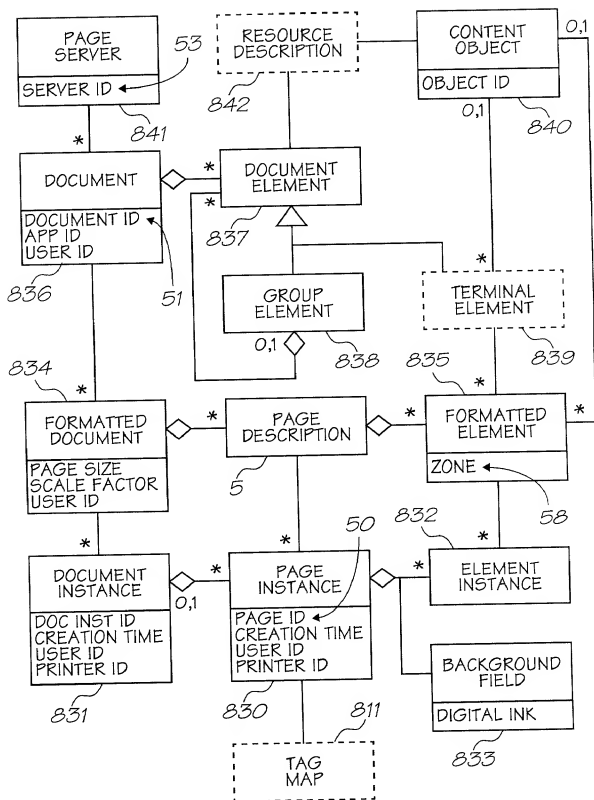 PAGE
SERVER
SERVER ID
53
841
*
RESOURCE
DESCRIPTION
842
CONTENT
OBJECT
OBJECT ID
0,1
0,1
840
DOCUMENT
DOCUMENT ID
APP ID
USER ID
836
51
*
*
DOCUMENT
ELEMENT
837
GROUP
ELEMENT
0,1
838
*
TERMINAL
ELEMENT
839
834
*
FORMATTED
DOCUMENT
PAGE SIZE
SCALE FACTOR
USER ID
*
PAGE
DESCRIPTION
5
835
*
*
*
FORMATTED
ELEMENT
ZONE
58
*
DOCUMENT
INSTANCE
DOC INST ID
CREATION TIME
USER ID
PRINTER ID
831
0,1
*
*
50
PAGE
INSTANCE
PAGE ID
CREATION TIME
USER ID
PRINTER ID
830
832
*
*
ELEMENT
INSTANCE
BACKGROUND
FIELD
DIGITAL INK
833
811
TAG
MAP